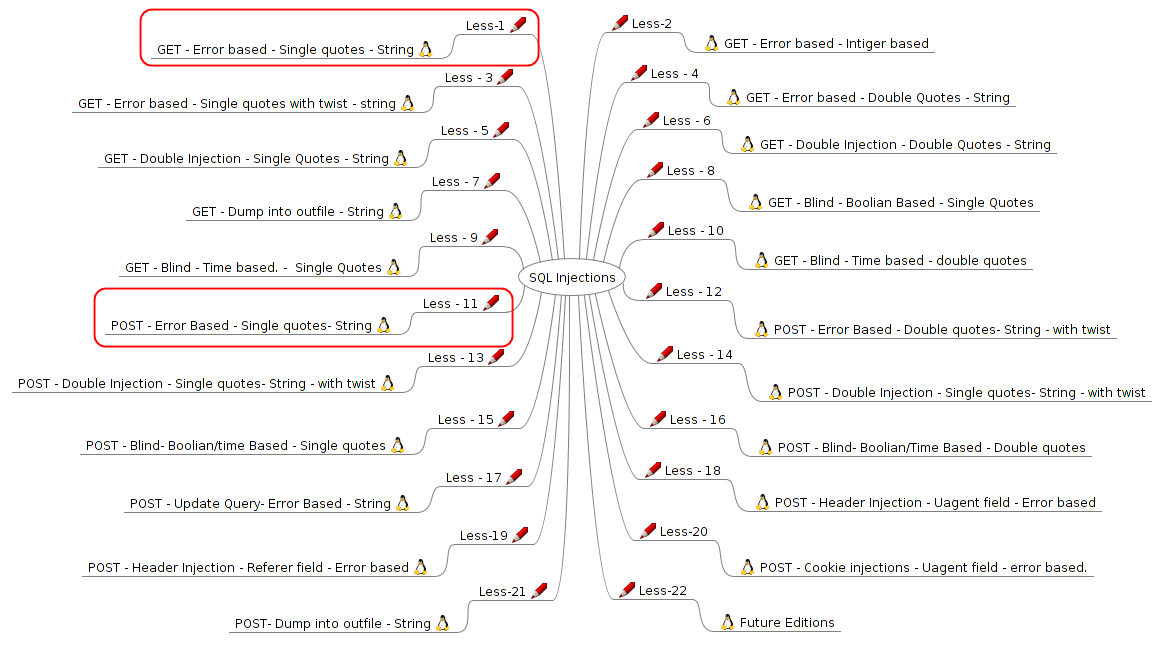 Less-1
GET - Error based - Single quotes - String
Less - 3
GET - Error based - Single quotes with twist - string
Less - 5
GET - Double Injection - Single Quotes - String
Less - 7
GET - Dump into outfile - String
Less - 9
GET - Blind - Time based. - Single Quotes
Less - 11
POST - Error Based - Single quotes- String
Less - 13
POST - Double Injection - Single quotes- String - with twist
Less - 15
POST - Blind- Boolian/time Based - Single quotes
Less - 17
POST - Update Query- Error Based - String
Less-19
POST - Header Injection - Referer field - Error based
Less-21
POST- Dump into outfile - String
SQL Injections
Less-2
GET - Error based - Intiger based
Less - 4
GET - Error based - Double Quotes - String
Less - 6
GET - Double Injection - Double Quotes - String
Less - 8
GET - Blind - Boolian Based - Single Quotes
Less - 10
GET - Blind - Time based - double quotes
Less - 12
POST - Error Based - Double quotes- String - with twist
Less - 14
POST - Double Injection - Single quotes- String - with twist
Less - 16
POST - Blind- Boolian/Time Based - Double quotes
Less - 18
POST - Header Injection - Uagent field - Error based
Less-20
POST - Cookie injections - Uagent field - error based.
Less-22
Future Editions